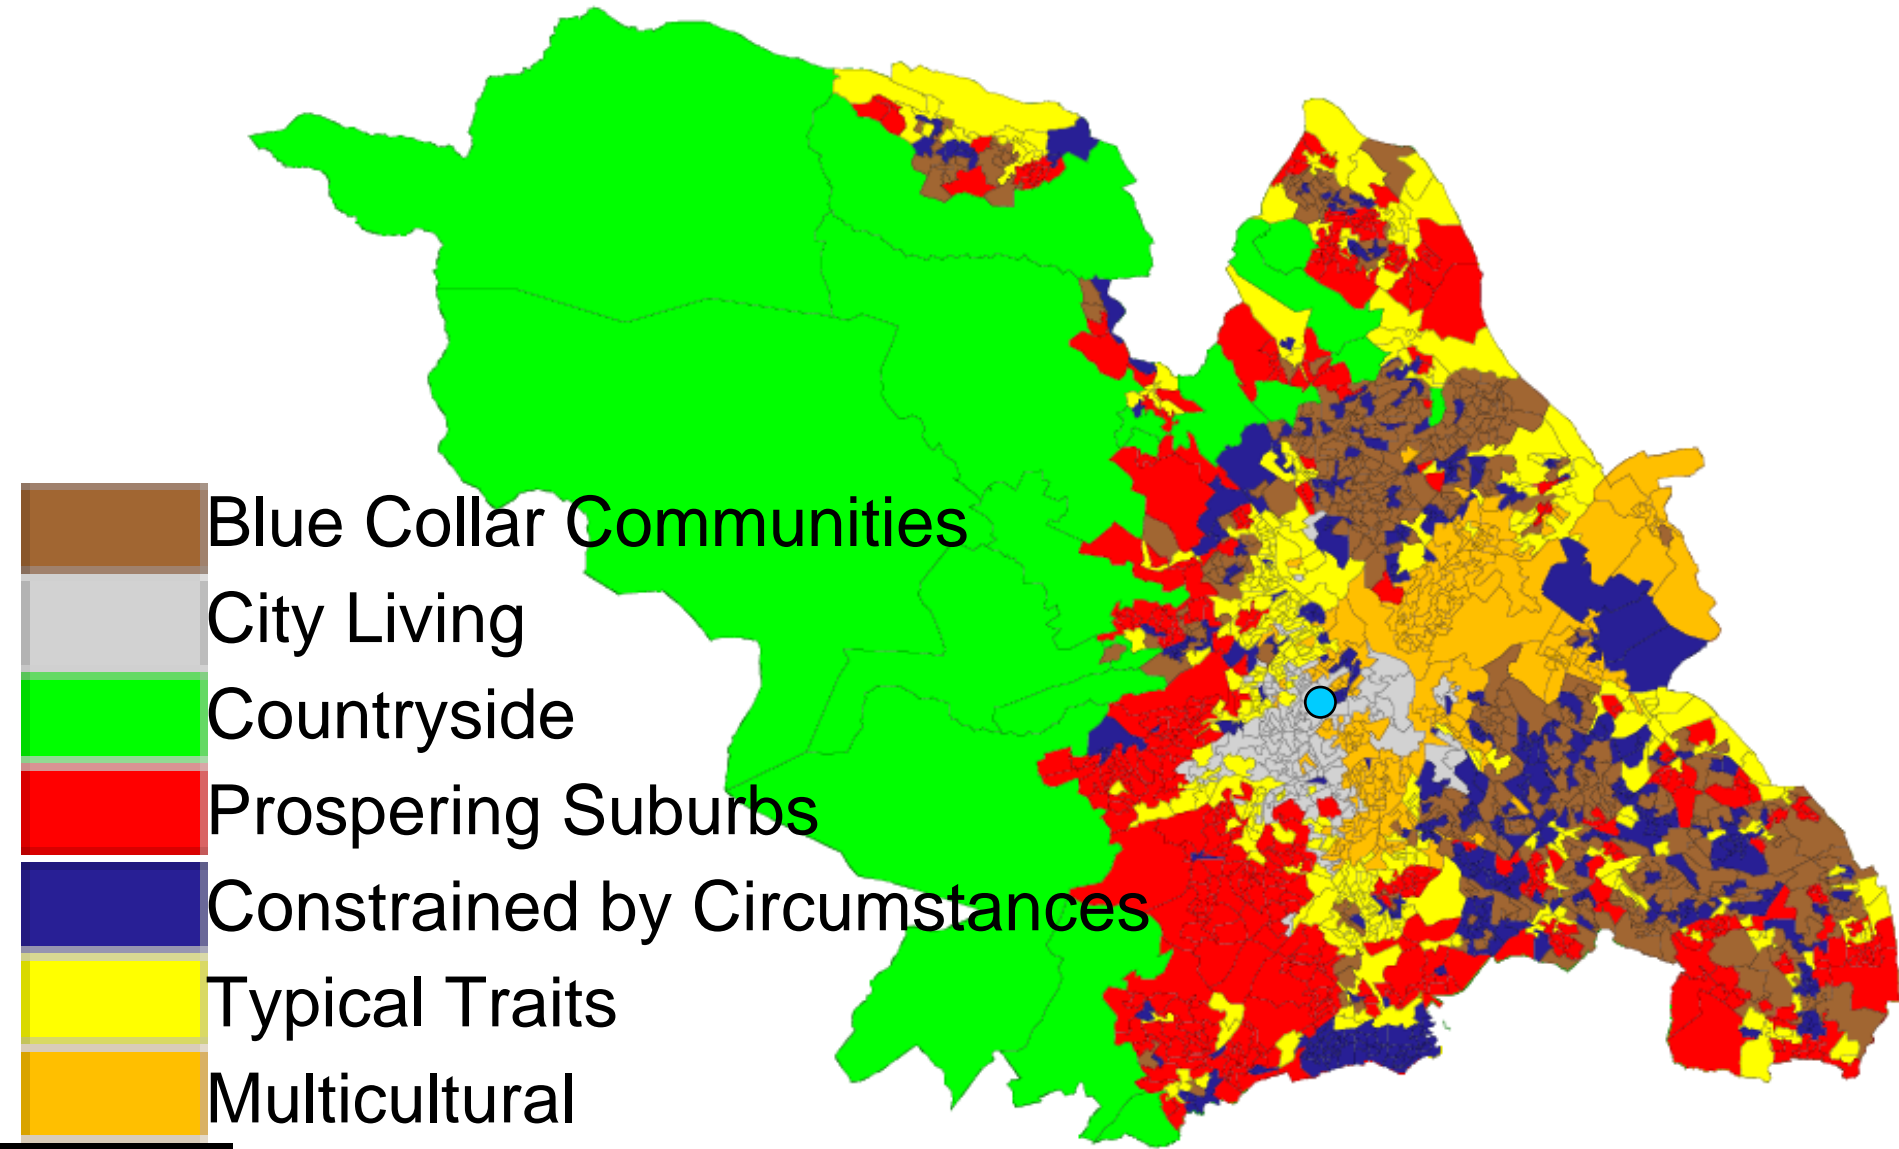 Blue Collar Communities
City Living
Countryside
Prospering Suburbs
Constrained by Circumstances
Typical Traits
Multicultural